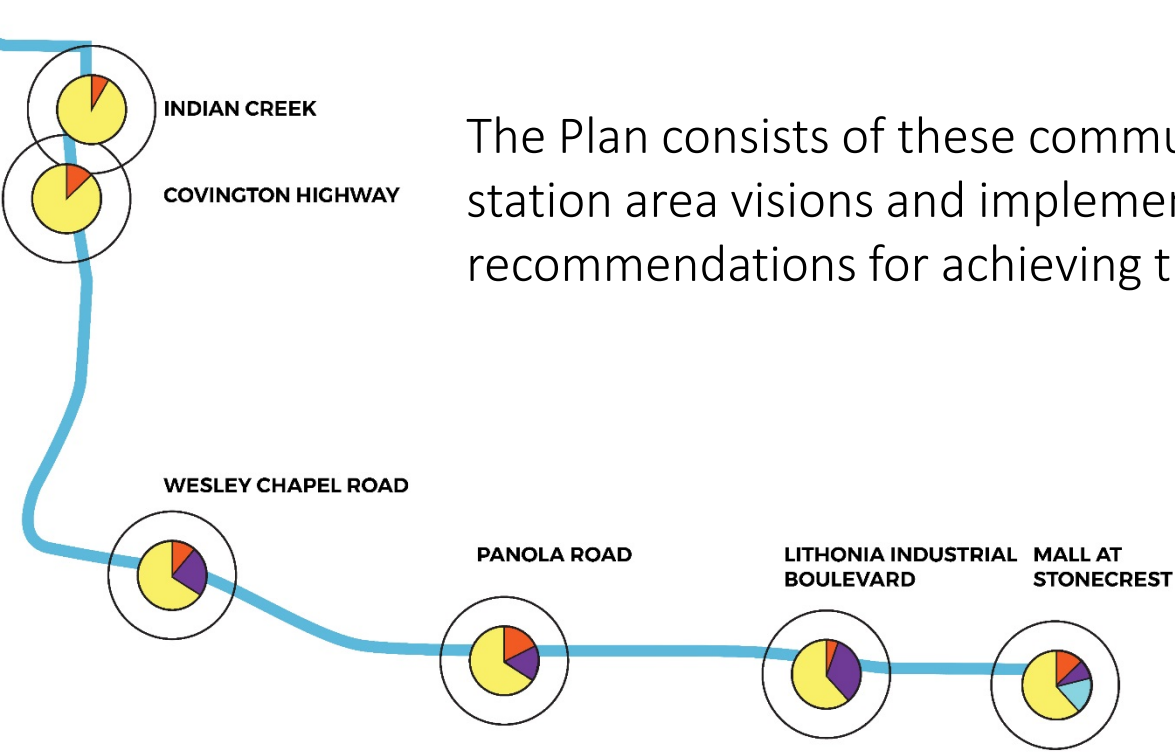 INDIAN CREEK
COVINGTON HIGHWAY
The Plan consists of these
station area visions and
recommendations for achieving
WESLEY CHAPEL ROAD
PANOLA ROAD
LITHONIA INDUSTRIAL
BOULEVARD
MALL AT
STONECREST